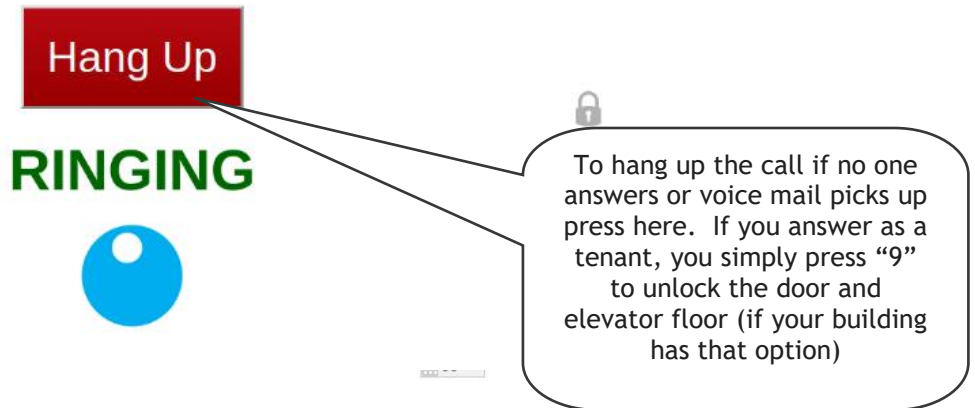 Hang Up
RINGING
To hang up the call if no one
answers or voice mail picks up
press here.  If you answer as a
tenant, you simply press “9”
to unlock the door and
elevator floor (if your building
has that option)